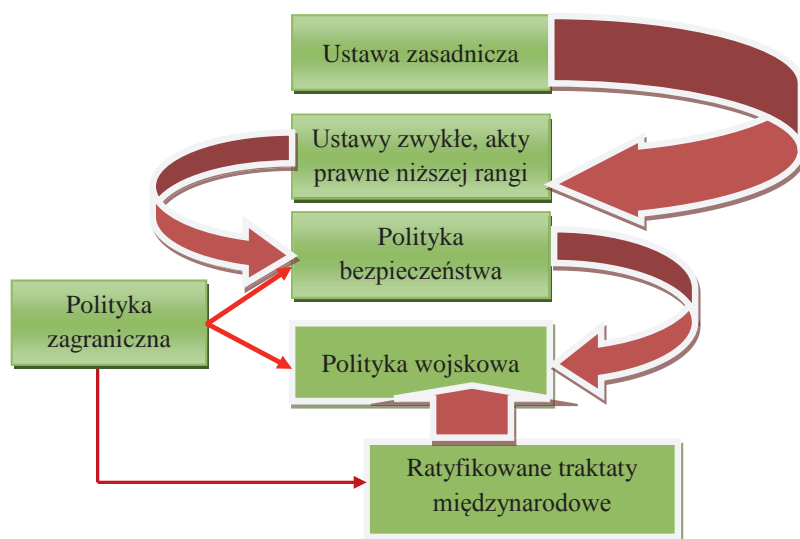 Ustawa zasadnicza
Ustawy zwykłe, akty
prawne niższej rangi
Polityka
bezpieczeństwa
Polityka
zagraniczna
Polityka wojskowa
Ratyfikowane traktaty
międzynarodowe